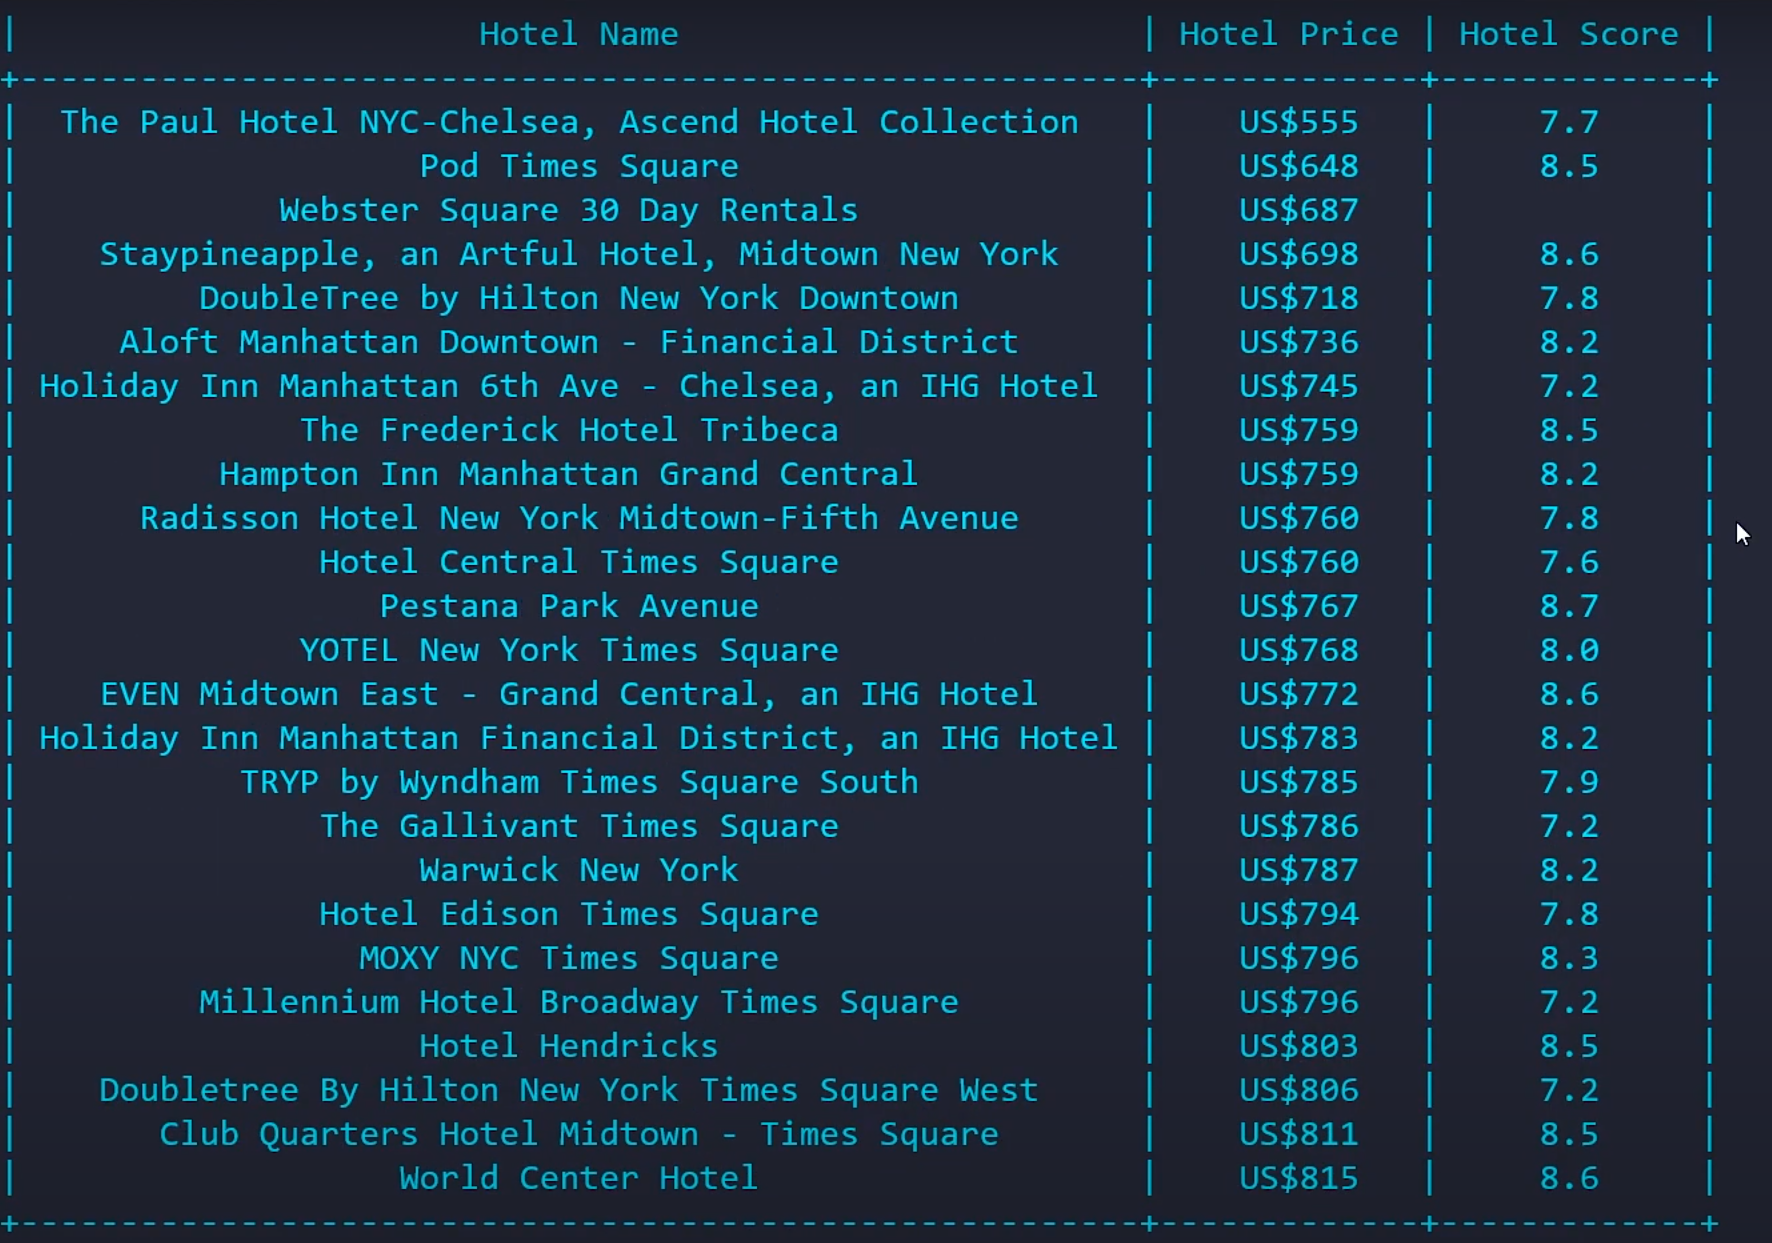 | Hotel Name | Hotel Price | Hotel Score |
+--------------------------------------------------------+-------------+-------------+
| The Paul Hotel NYC-Chelsea, Ascend Hotel Collection | US$555 | 7.7 |
| Pod Times Square | US$648 | 8.5 |
| Webster Square 30 Day Rentals | US$687 | |
| Staypineapple, an Artful Hotel, Midtown New York | US$698 | 8.6 |
| DoubleTree by Hilton New York Downtown | US$718 | 7.8 |
| Aloft Manhattan Downtown - Financial District | US$736 | 8.2 |
| Holiday Inn Manhattan 6th Ave - Chelsea, an IHG Hotel | US$745 | 7.2 |
| The Frederick Hotel Tribeca | US$759 | 8.5 |
| Hampton Inn Manhattan Grand Central | US$759 | 8.2 |
| Radisson Hotel New York Midtown-Fifth Avenue | US$760 | 7.8 |
| Hotel Central Times Square | US$760 | 7.6 |
| Pestana Park Avenue | US$767 | 8.7 |
| YOTEL New York Times Square | US$768 | 8.0 |
| EVEN Midtown East - Grand Central, an IHG Hotel | US$772 | 8.6 |
| Holiday Inn Manhattan Financial District, an IHG Hotel | US$783 | 8.2 |
| TRYP by Wyndham Times Square South | US$785 | 7.9 |
| The Gallivant Times Square | US$786 | 7.2 |
| Warwick New York | US$787 | 8.2 |
| Hotel Edison Times Square | US$794 | 7.8 |
| MOXY NYC Times Square | US$796 | 8.3 |
| Millennium Hotel Broadway Times Square | US$796 | 7.2 |
| Hotel Hendricks | US$803 | 8.5 |
| Doubletree By Hilton New York Times Square West | US$806 | 7.2 |
| Club Quarters Hotel Midtown - Times Square | US$811 | 8.5 |
| World Center Hotel | US$815 | 8.6 |
+--------------------------------------------------------+-------------+-------------+